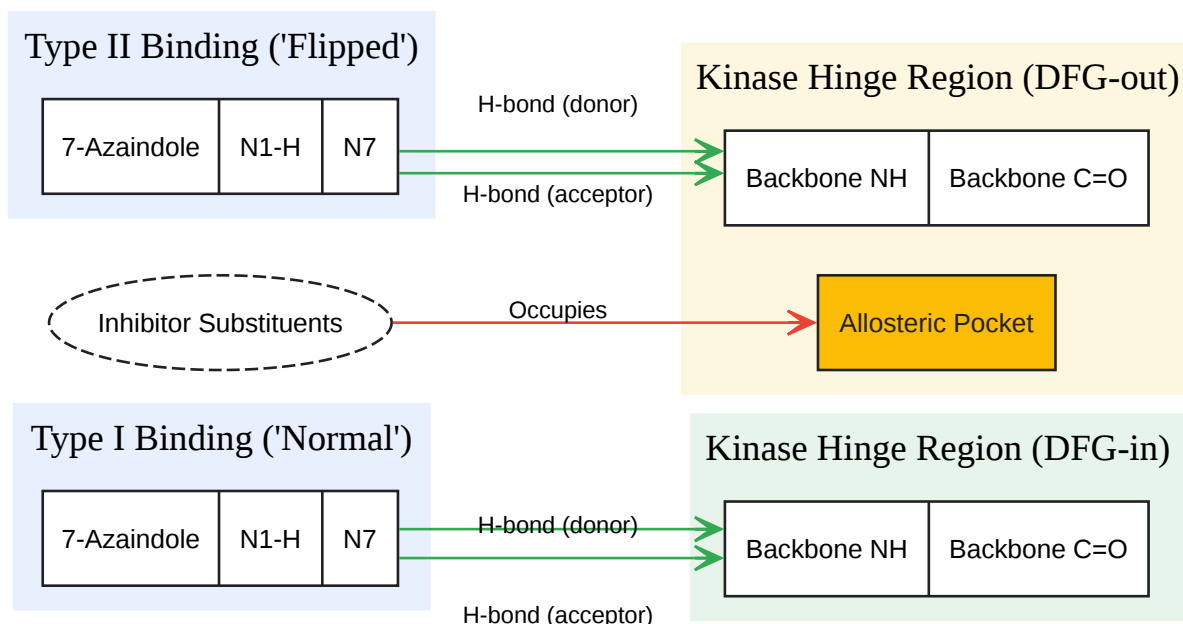 Type II Binding ('Flipped')
7-Azaindole
N1-H
N7
H-bond (donor)
H-bond (acceptor)
Kinase Hinge Region (DFG-out)
Backbone NH
Backbone C=O
Inhibitor Substituents
Occupies
Allosteric Pocket
Type I Binding ('Normal')
7-Azaindole
N1-H
N7
H-bond (donor)
H-bond (acceptor)
Kinase Hinge Region (DFG-in)
Backbone NH
Backbone C=O